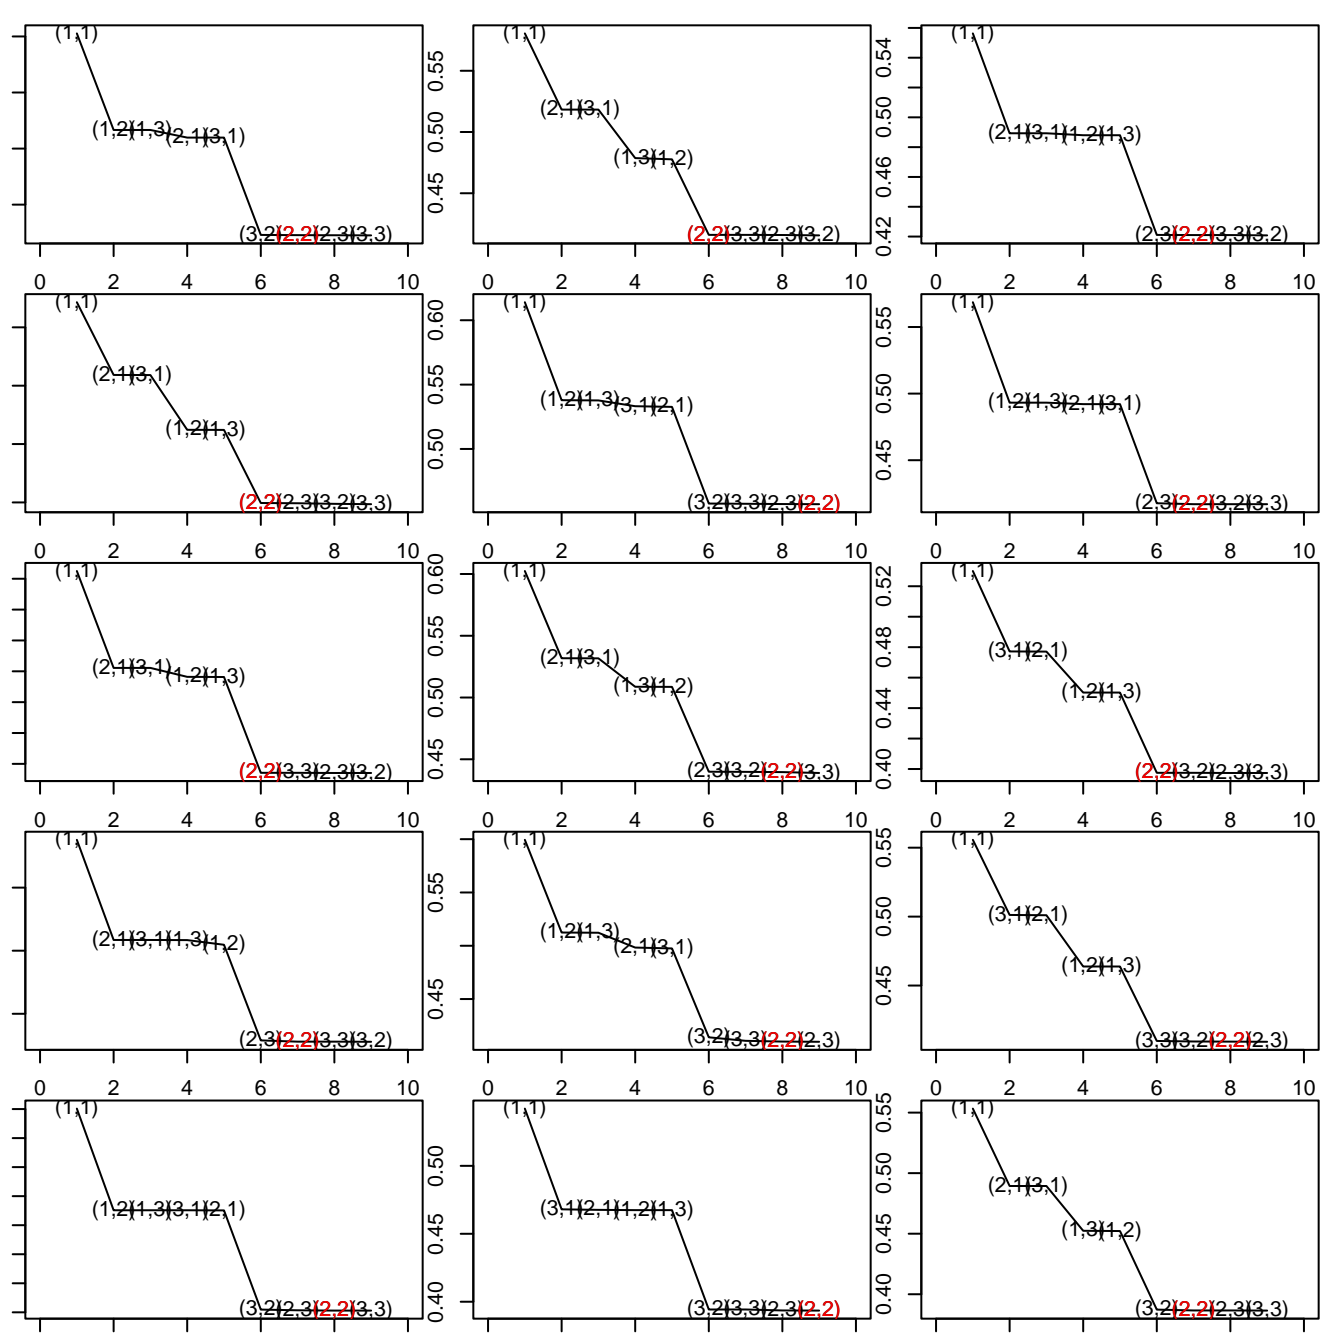 (1,1) (1,1) (1,1)
0.55 0.54
(1,2)(1,3)(2,1)(3,1) (2,1)(3,1) 0.50 (2,1)(3,1)(1,2)(1,3) 0.50
(1,3)(1,2) 0.46
0.45
(3,2)(2,2)(2,3)(3,3) (2,2)(3,3)(2,3)(3,2) (2,3)(2,2)(3,3)(3,2) 0.42
0 2 4 6 8 10 0 2 4 6 8 10 0 2 4 6 8 10
(1,1) (1,1) 0.60 (1,1) 0.55
(2,1)(3,1) (1,2)(1,3)(3,1)(2,1) 0.55 (1,2)(1,3)(2,1)(3,1) 0.50
(1,2)(1,3) 0.50 0.45
(2,2)(2,3)(3,2)(3,3) (3,2)(3,3)(2,3)(2,2) (2,3)(2,2)(3,2)(3,3)
0 2 4 6 8 10 0 2 4 6 8 10 0 2 4 6 8 10
(1,1) 0.60 (1,1) 0.52 (1,1)
(2,1)(3,1)(1,2)(1,3) 0.55 (2,1)(3,1) 0.48 (3,1)(2,1)
0.50 (1,3)(1,2) 0.44 (1,2)(1,3)
(2,2)(3,3)(2,3)(3,2) 0.45 (2,3)(3,2)(2,2)(3,3) 0.40 (2,2)(3,2)(2,3)(3,3)
0 2 4 6 8 10 0 2 4 6 8 10 0 2 4 6 8 10
(1,1) (1,1) 0.55 (1,1)
(2,1)(3,1)(1,3)(1,2) 0.55 (1,2)(1,3)(2,1)(3,1) 0.50 (3,1)(2,1)
0.45 0.45 (1,2)(1,3)
(2,3)(2,2)(3,3)(3,2) (3,2)(3,3)(2,2)(2,3) (3,3)(3,2)(2,2)(2,3)
0 2 4 6 8 10 0 2 4 6 8 10 0 2 4 6 8 10
(1,1) (1,1) 0.55 (1,1)
(1,2)(1,3)(3,1)(2,1) 0.50 (3,1)(2,1)(1,2)(1,3) 0.50 (2,1)(3,1)
0.45 0.45 (1,3)(1,2)
(3,2)(2,3)(2,2)(3,3) 0.40 (3,2)(3,3)(2,3)(2,2) 0.40 (3,2)(2,2)(2,3)(3,3)